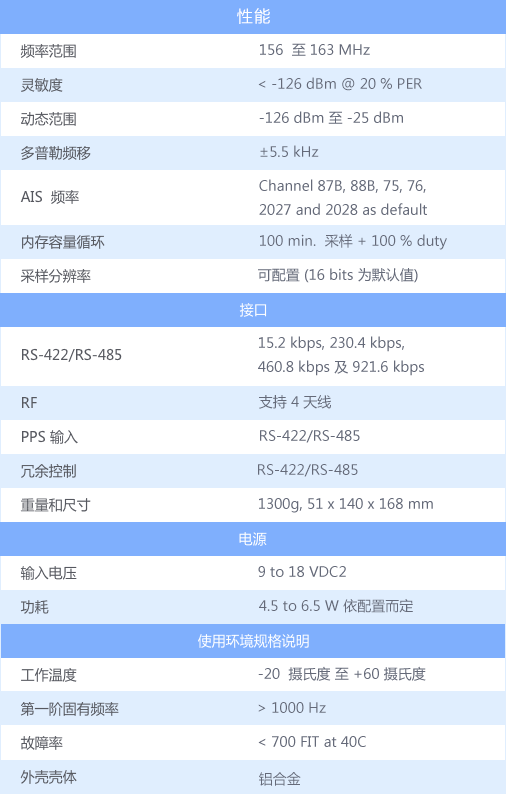 性能
频率范围 156 至 163 MHz
灵敏度 < -126 dBm @ 20 % PER
动态范围 -126 dBm 至 -25 dBm
多普勒频移 ±5.5 kHz
AIS 频率 Channel 87B, 88B, 75, 76,
2027 and 2028 as default
内存容量循环 100 min. 采样 + 100 % duty
采样分辨率 可配置 (16 bits 为默认值)
接口
RS-422/RS-485 15.2 kbps, 230.4 kbps,
460.8 kbps 及 921.6 kbps
RF 支持 4 天线
PPS 输入 RS-422/RS-485
冗余控制 RS-422/RS-485
重量和尺寸 1300g, 51 x 140 x 168 mm
电源
输入电压 9 to 18 VDC2
功耗 4.5 to 6.5 W 依配置而定
使用环境规格说明
工作温度 -20 摄氏度 至 +60 摄氏度
第一阶固有频率 > 1000 Hz
故障率 < 700 FIT at 40C
外壳壳体 铝合金